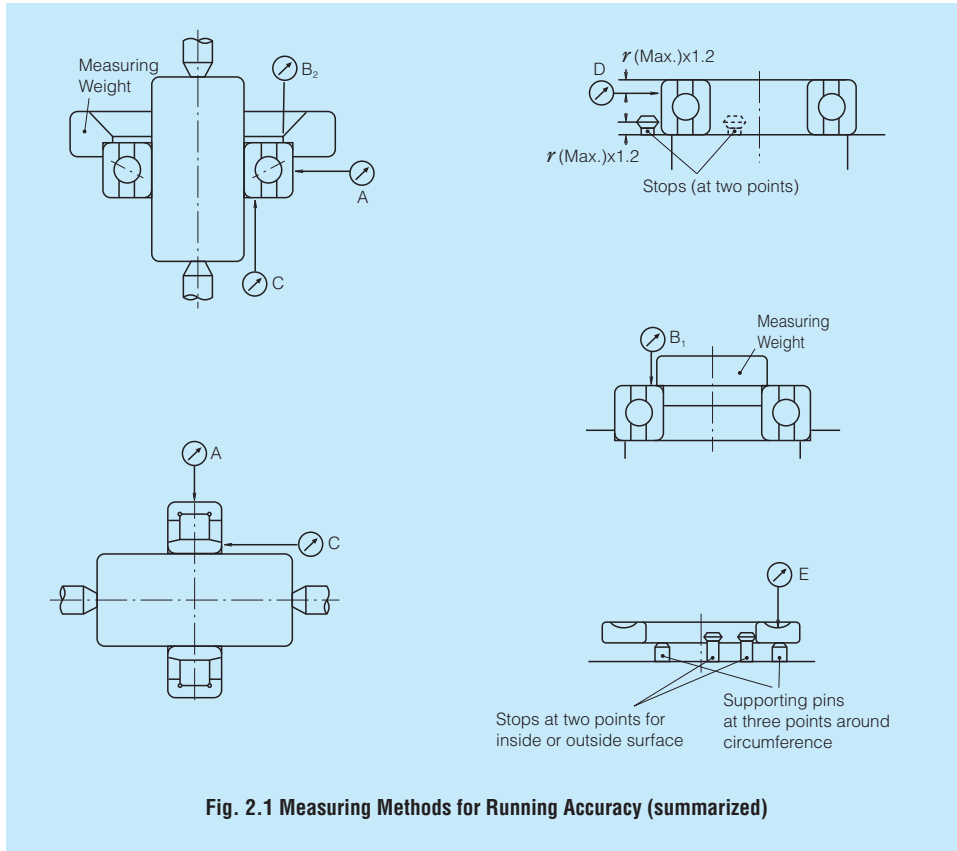 Measuring
Weight
B₂
A
C
D
r (Max.)x1.2
r (Max.)x1.2
Stops (at two points)
B₁
Measuring
Weight
A
C
E
Stops at two points for
inside or outside surface
Supporting pins
at three points around
circumference
Fig. 2.1 Measuring Methods for Running Accuracy (summarized)